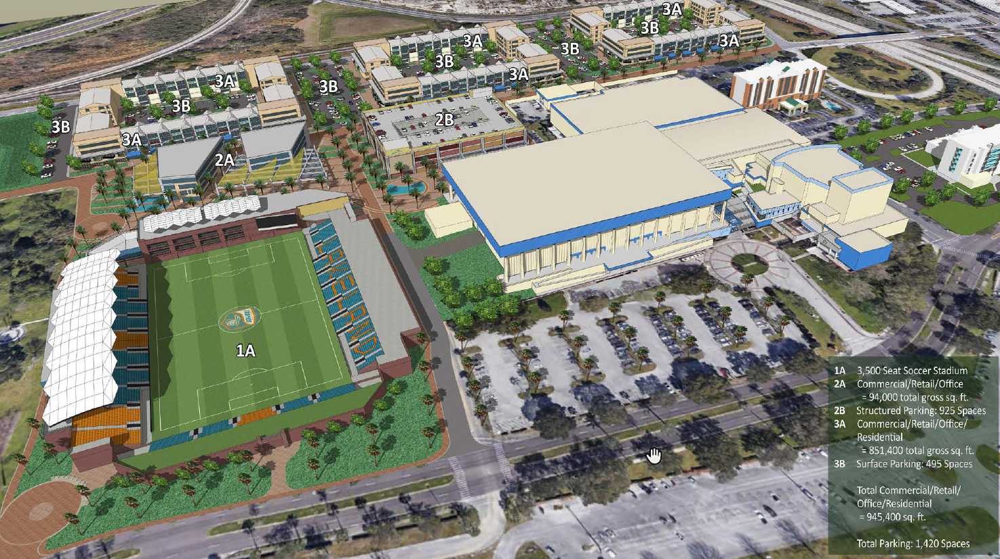 3A
3B
3A
3A
3B
3B
3A
3A
3B
3B
3B
2B
3A
3A
2A
LAKELAND
1A
1A 3,500 Seat Soccer Stadium
2A Commercial/Retail/Office
= 94,000 total gross sq. ft.
2B Structured Parking: 925 Spaces
3A Commercial/Retail/Office/
Residential
= 851,400 total gross sq. ft.
3B Surface Parking: 495 Spaces
Total Commercial/Retail/
Office/Residential
= 945,400 sq. ft.
Total Parking: 1,420 Spaces